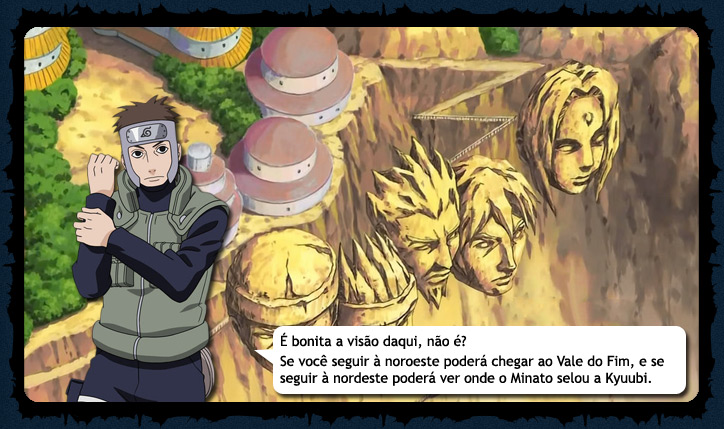 É bonita a visão daqui, não é?
Se você seguir à noroeste poderá chegar ao Vale do Fim, e se
seguir à nordeste poderá ver onde o Minato selou a Kyuubi.